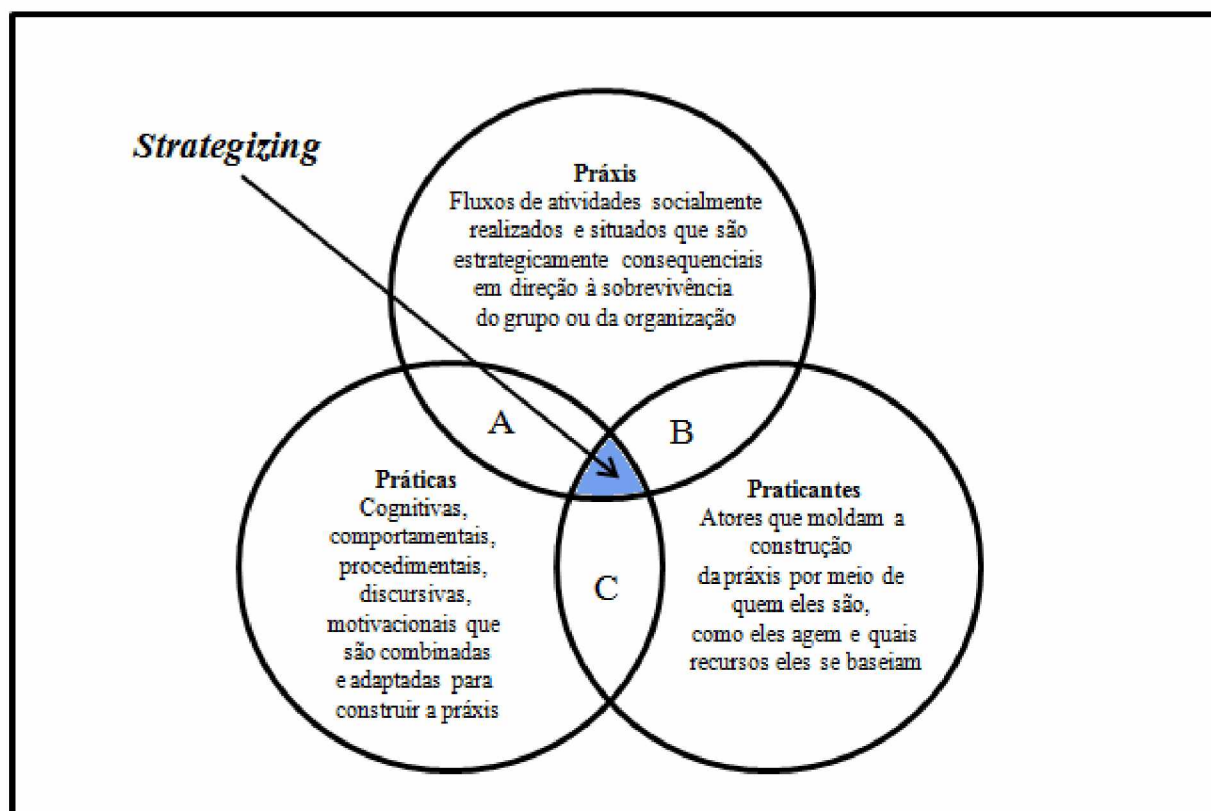 Strategizing
Práxis
Fluxos de atividades socialmente
realizados e situados que são
estrategicamente consequenciais
em direção à sobrevivência
do grupo ou da organização
A
B
Práticas
Cognitivas,
comportamentais,
procedimentais,
discursivas,
motivacionais que
são combinadas
e adaptadas para
construir a práxis
Praticantes
Atores que moldam a
construção
da práxis por meio de
quem eles são,
como eles agem e quais
recursos eles se baseiam
C